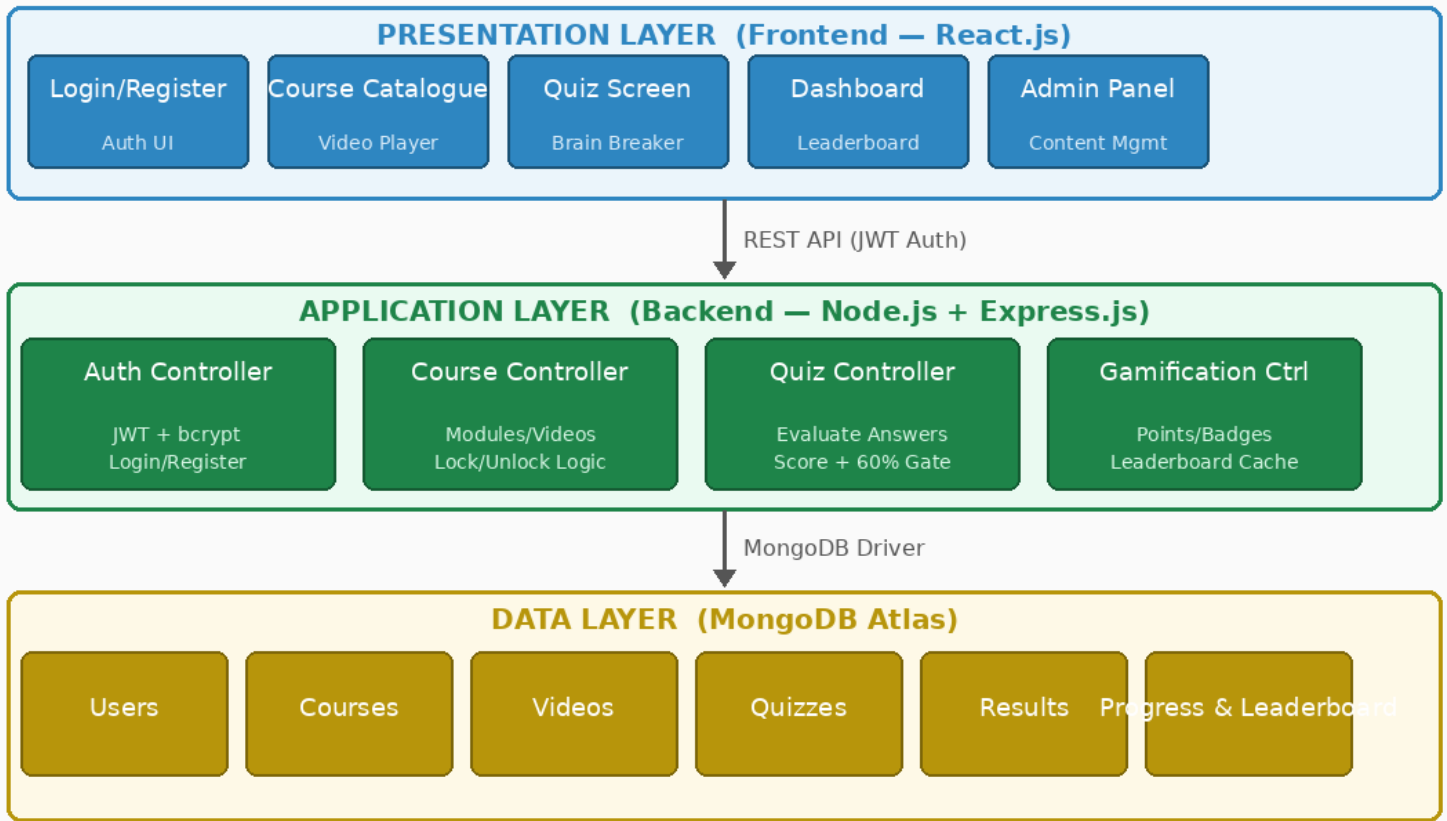 PRESENTATION LAYER (Frontend — React.js)
Login/Register
Auth UI
Course Catalogue
Video Player
Quiz Screen
Brain Breaker
Dashboard
Leaderboard
Admin Panel
Content Mgmt
REST API (JWT Auth)
APPLICATION LAYER (Backend — Node.js + Express.js)
Auth Controller
JWT + bcrypt
Login/Register
Course Controller
Modules/Videos
Lock/Unlock Logic
Quiz Controller
Evaluate Answers
Score + 60% Gate
Gamification Ctrl
Points/Badges
Leaderboard Cache
MongoDB Driver
DATA LAYER (MongoDB Atlas)
Users
Courses
Videos
Quizzes
Results
Progress & Leaderboard